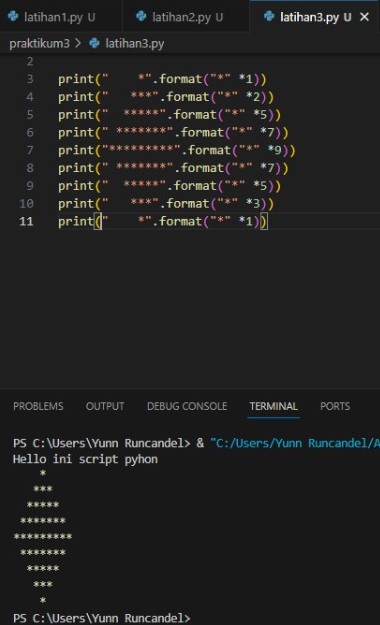 latihan1.py U latihan2.py U latihan3.py U ×
praktikum3 > latihan3.py
2
3 print("    *".format("*" *1))
4 print("   ***".format("*" *2))
5 print("  *****".format("*" *5))
6 print(" *******".format("*" *7))
7 print("*********".format("*" *9))
8 print(" *******".format("*" *7))
9 print("  *****".format("*" *5))
10 print("   ***".format("*" *3))
11 print("    *".format("*" *1))
PROBLEMS OUTPUT DEBUG CONSOLE TERMINAL PORTS
PS C:\Users\Yunn Runcandel> & "C:/Users/Yunn Runcandel/A
Hello ini script pyhon
    *
   ***
  *****
 *******
*********
 *******
  *****
   ***
    *
PS C:\Users\Yunn Runcandel>